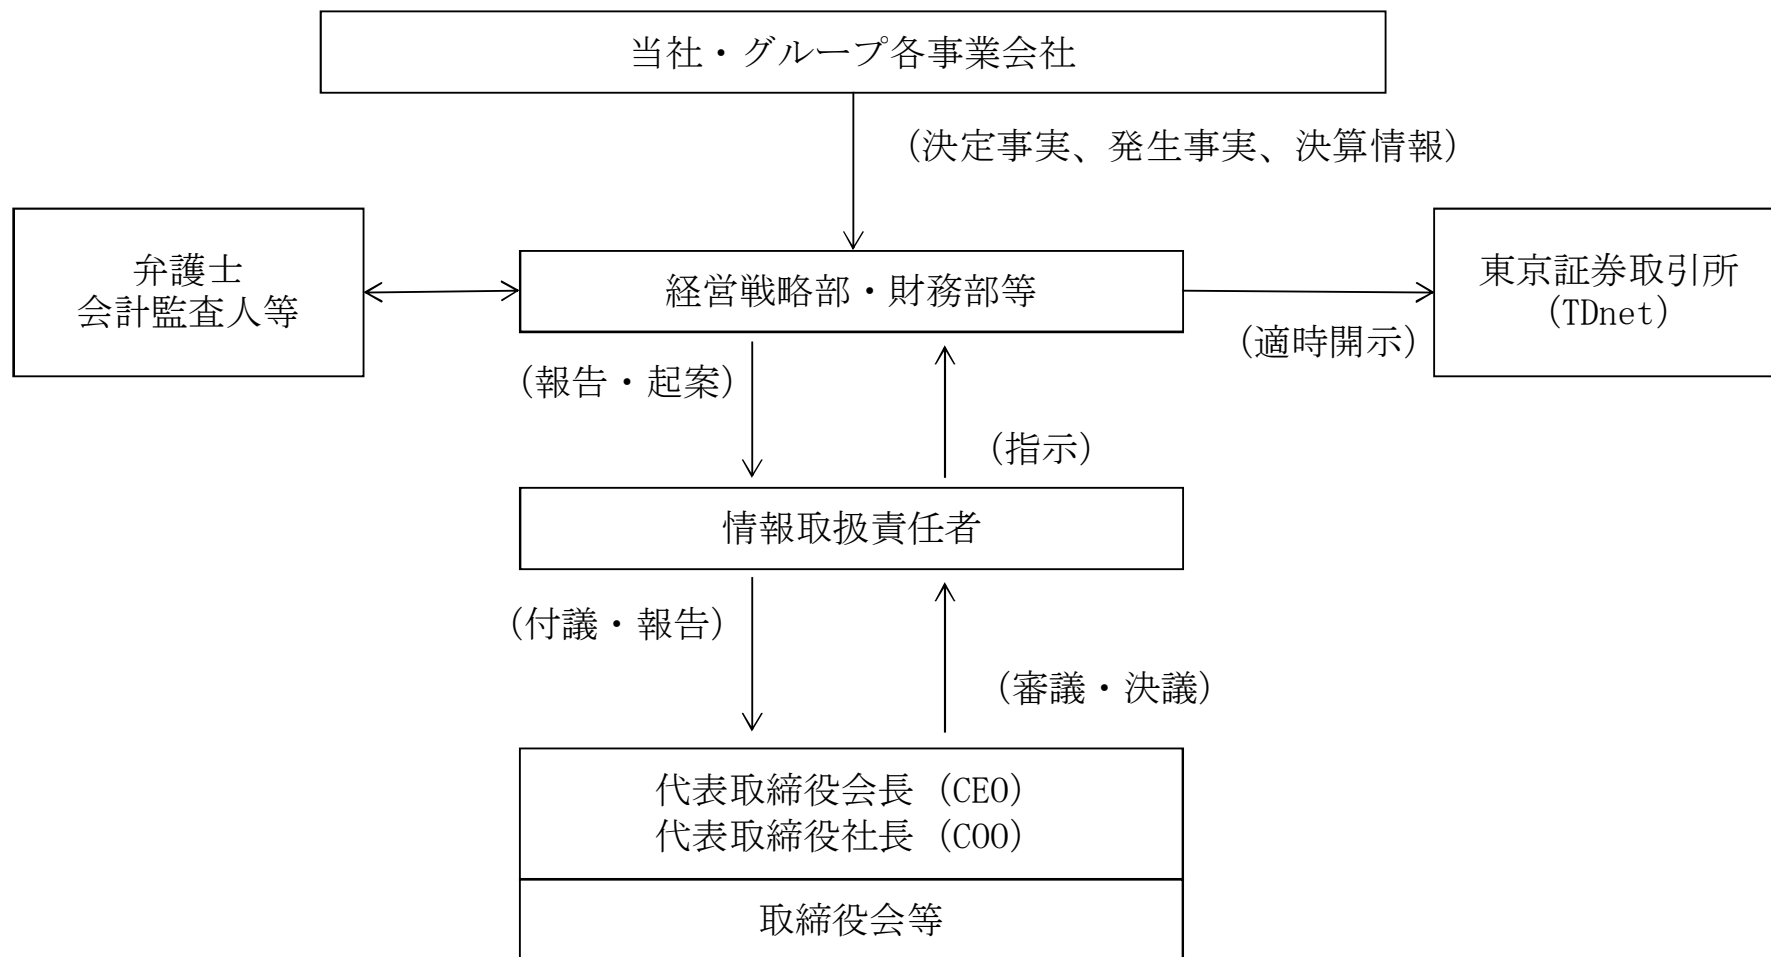 当社・グループ各事業会社
(決定事実、発生事実、決算情報)
弁護士
会計監査人等
経営戦略部・財務部等
東京証券取引所
(TDnet)
(適時開示)
(報告・起案)
(指示)
情報取扱責任者
(付議・報告)
(審議・決議)
代表取締役会長 (CEO)
代表取締役社長 (COO)
取締役会等